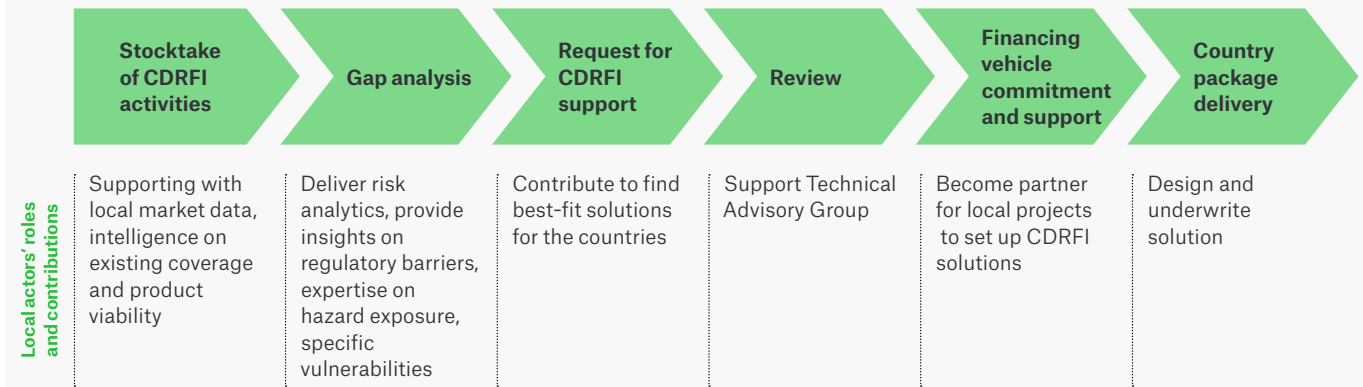 Stocktake
of CDRFI
activities
Gap analysis
Request for
CDRFI
support
Review
Financing
vehicle
commitment
and support
Country
package
delivery
Local actors' roles
and contributions
Supporting with
local market data,
intelligence on
existing coverage
and product
viability
Deliver risk
analytics, provide
insights on
regulatory barriers,
expertise on
hazard exposure,
specific
vulnerabilities
Contribute to find
best-fit solutions
for the countries
Support Technical
Advisory Group
Become partner
for local projects
to set up CDRFI
solutions
Design and
underwrite
solution